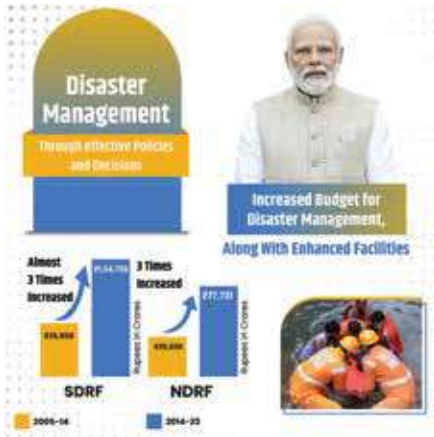 Disaster
Management
Through effective Policies
and Decisions
Increased Budget for
Disaster Management,
Along With Enhanced Facilities
Almost
3 Times
Increased
3 Times
Increased
Rupees in Crores
Rupees in Crores
SDRF
NDRF
2005-14
2014-22